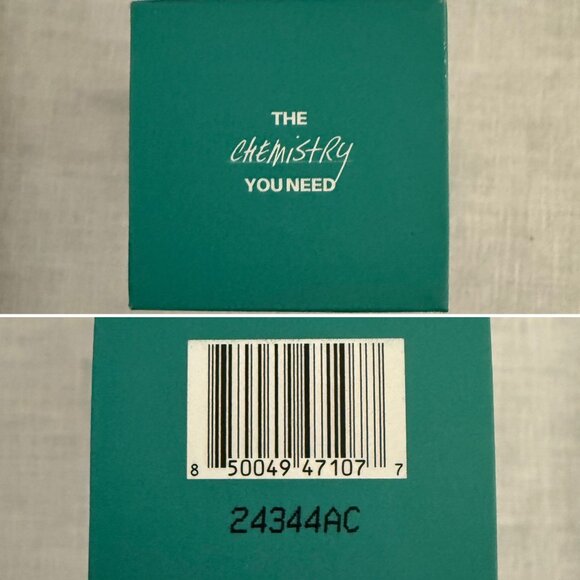 THE
CHEMISTRY
YOU NEED
8 50049 47107 7
24344AC